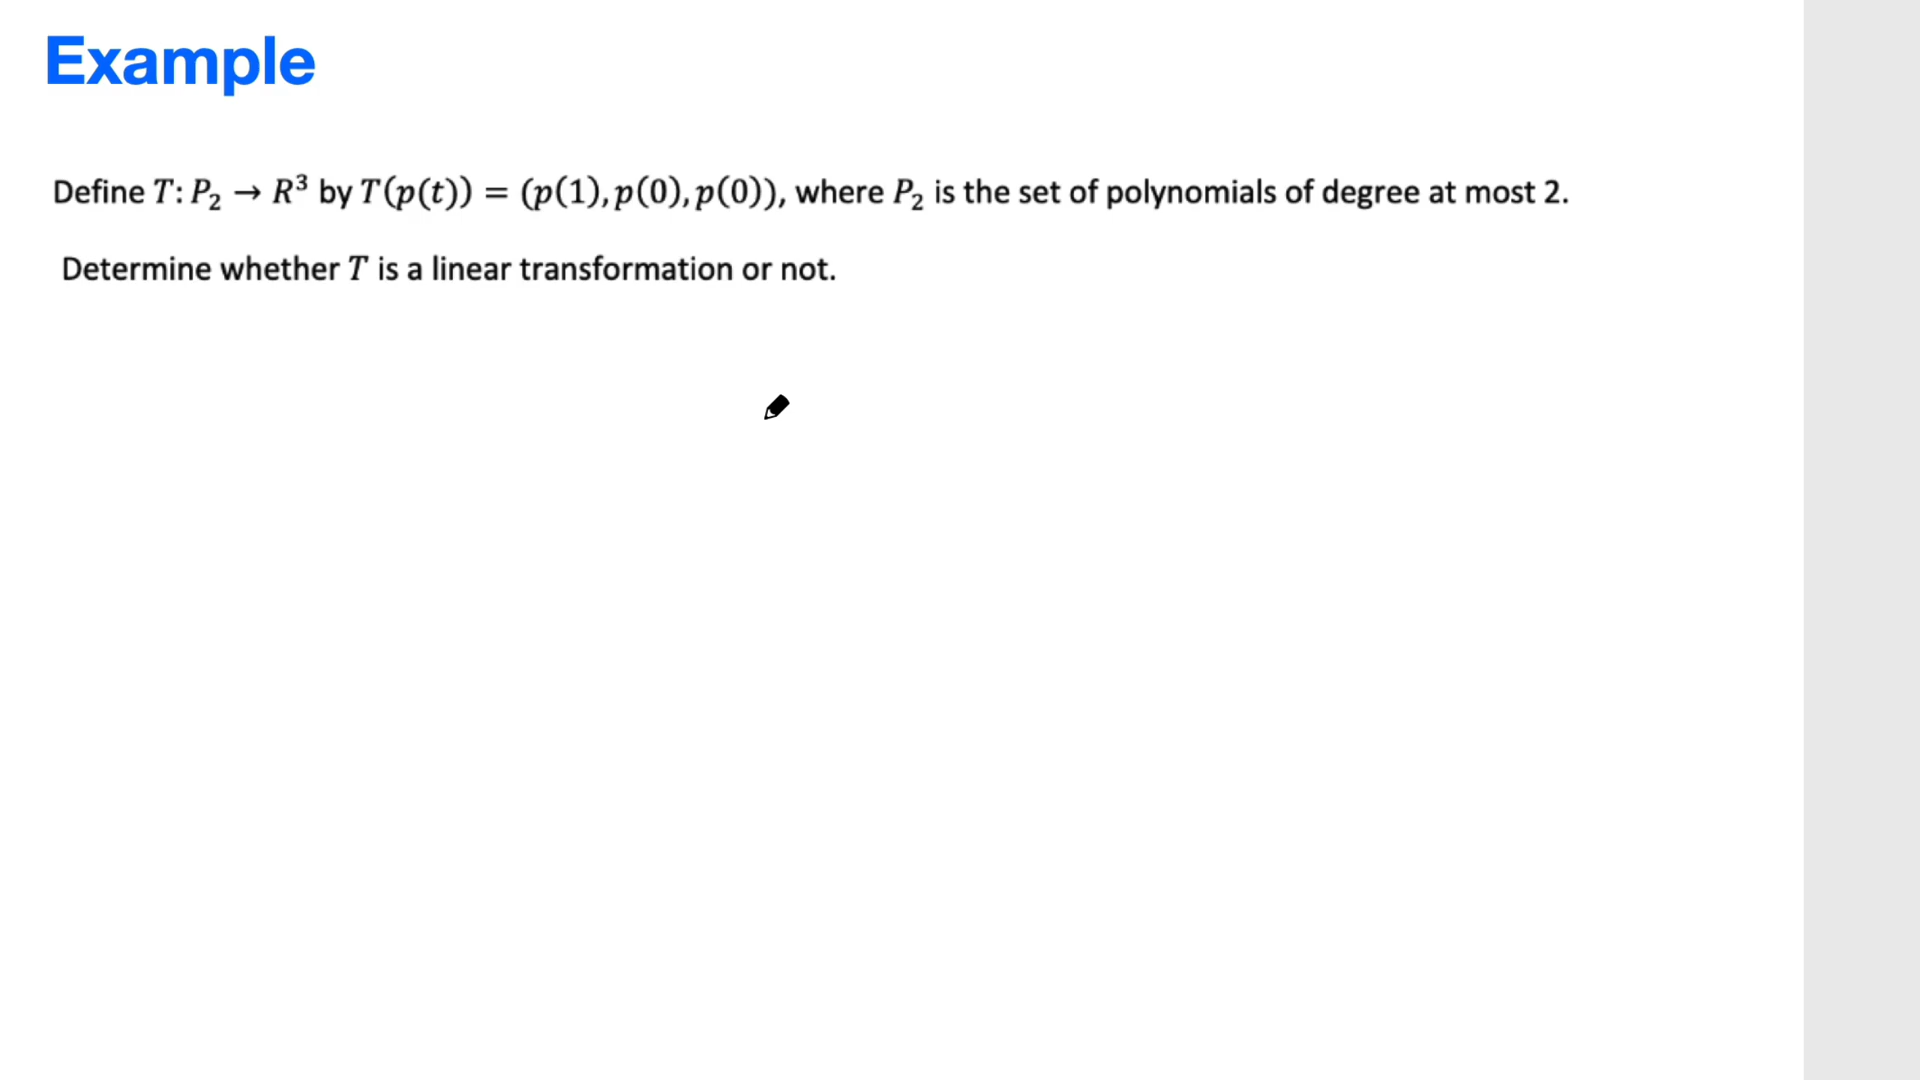 Example
Define T: P₂ → R³ by T(p(t)) = (p(1), p(0), p(0)), where P₂ is the set of polynomials of degree at most 2.
Determine whether T is a linear transformation or not.